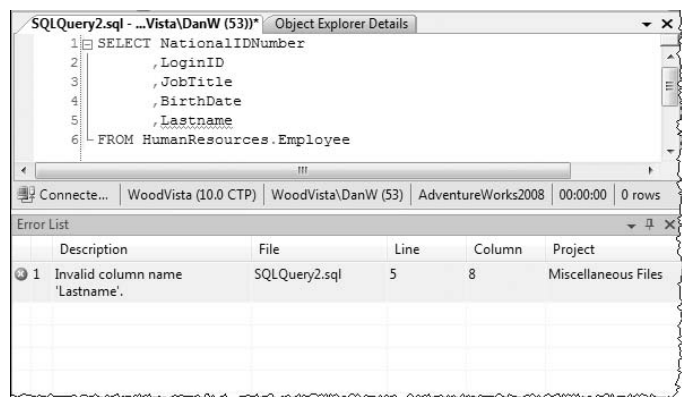 SQLQuery2.sql - ...Vista\DanW (53))* Object Explorer Details
1 SELECT NationalIDNumber
2 ,LoginID
3 ,JobTitle
4 ,BirthDate
5 ,Lastname
6 FROM HumanResources.Employee
Connecte... WoodVista (10.0 CTP) WoodVista\DanW (53) AdventureWorks2008 00:00:00 0 rows
Error List
Description File Line Column Project
1 Invalid column name 'Lastname'. SQLQuery2.sql 5 8 Miscellaneous Files